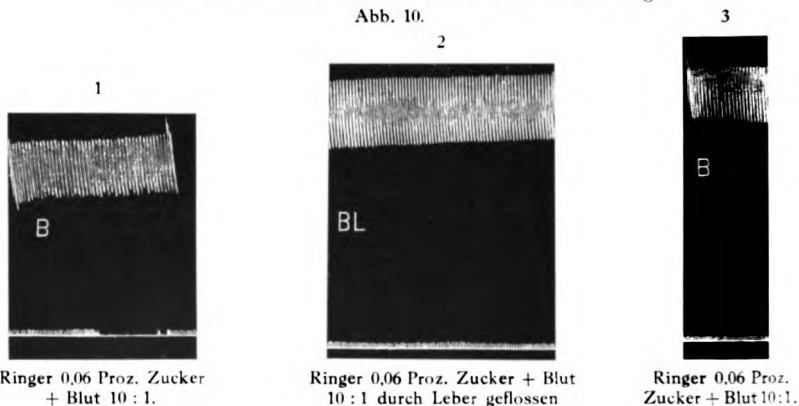 Abb. 10.
1
2
3
B
BL
B
Ringer 0,06 Proz. Zucker
+ Blut 10 : 1.
Ringer 0,06 Proz. Zucker + Blut
10 : 1 durch Leber geflossen
Ringer 0,06 Proz.
Zucker + Blut 10:1.